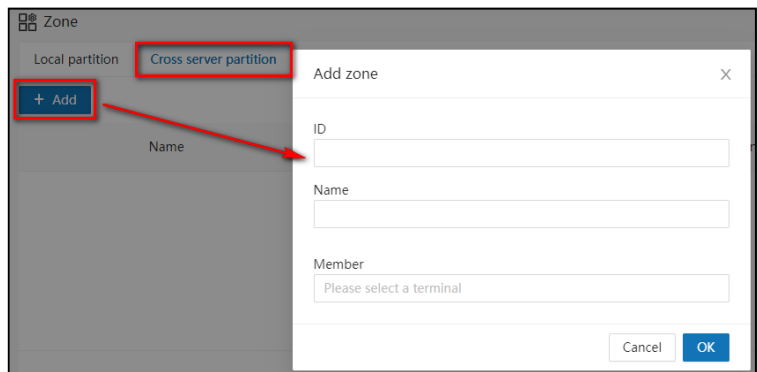 Zone
Local partition Cross server partition
Add zone
+ Add
ID
Name
Name
Member
Please select a terminal
Cancel OK